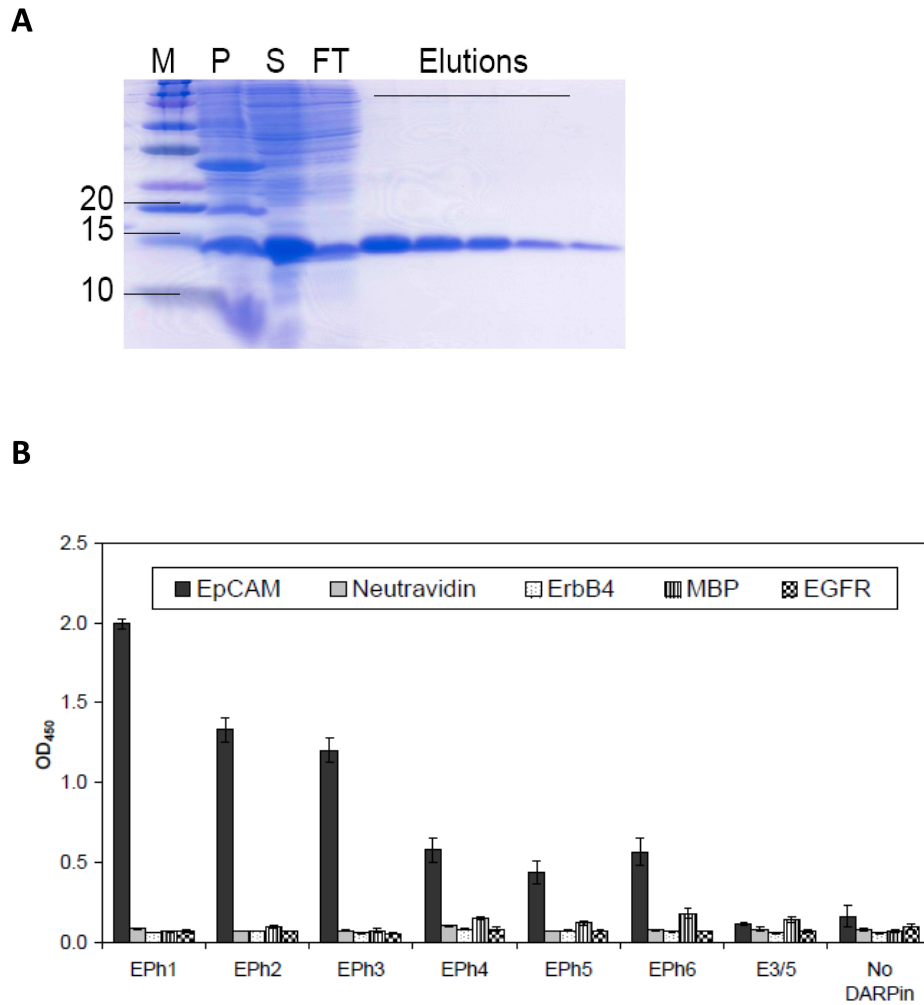 A
M P S FT Elutions
20
15
10
B
2.5
EpCAM Neutravidin ErbB4 MBP EGFR
2.0
1.5
OD450
1.0
0.5
0.0
EPh1 EPh2 EPh3 EPh4 EPh5 EPh6 E3/5 No
DARPin